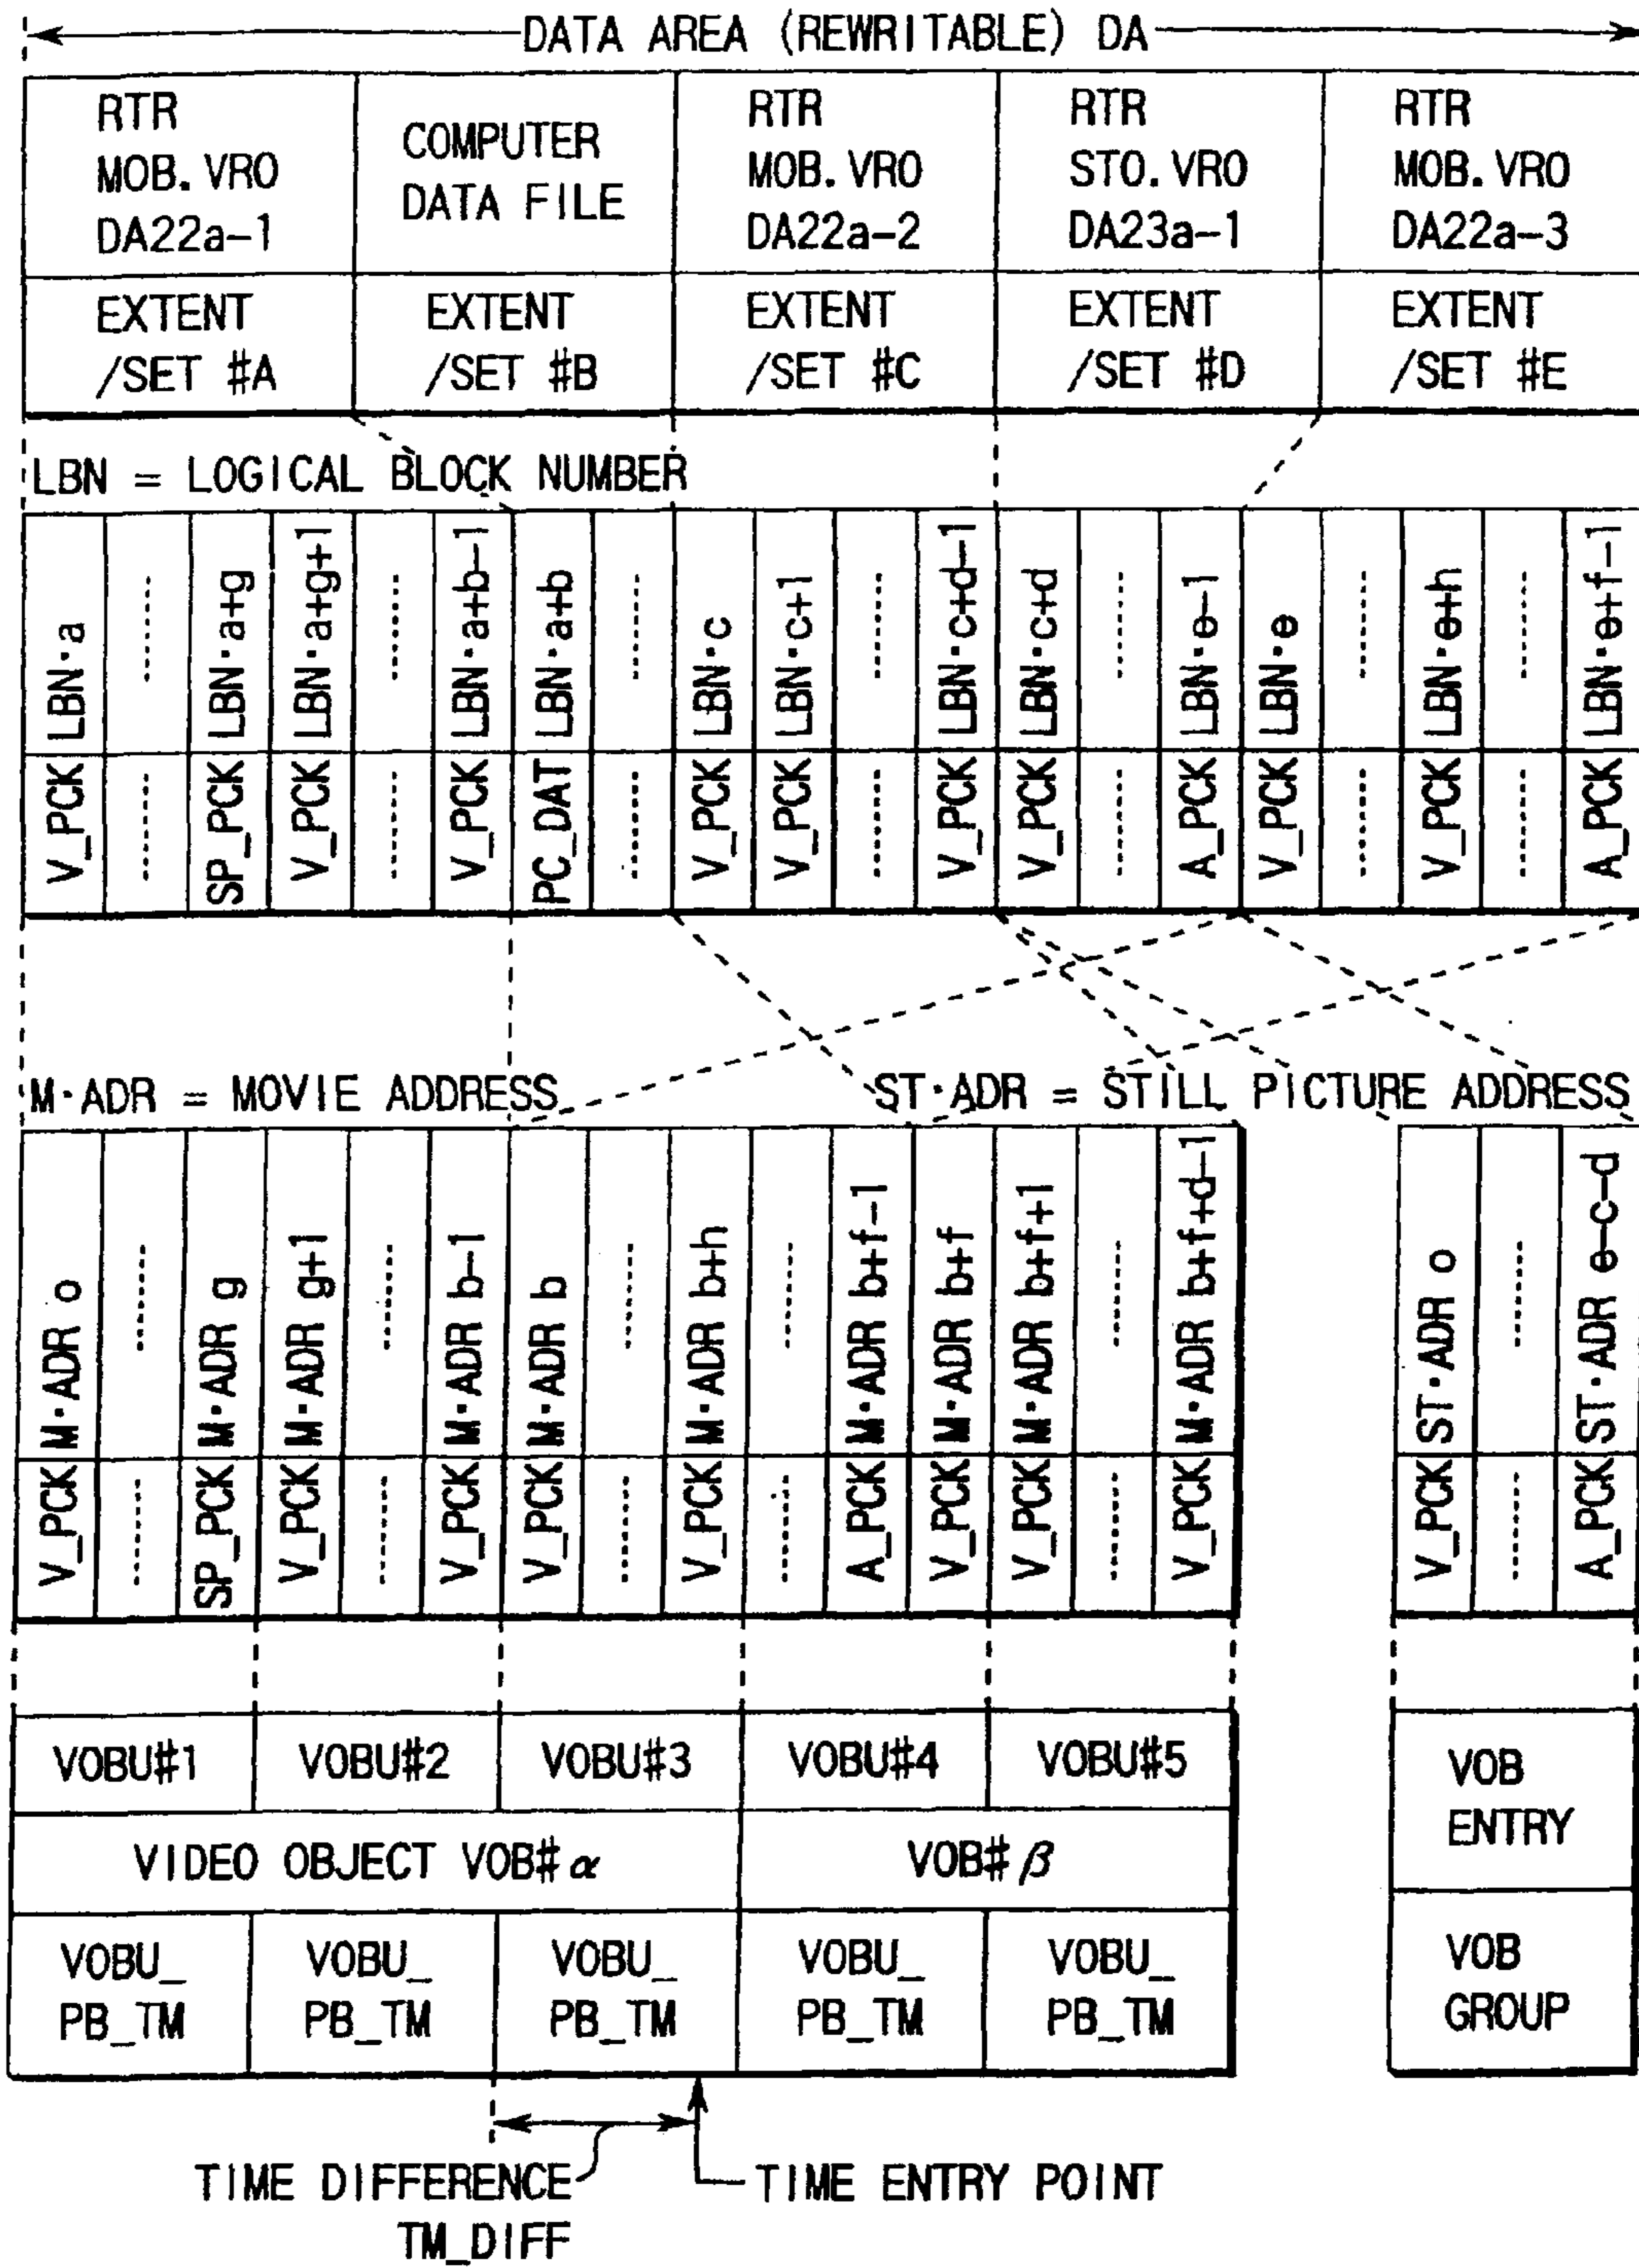 DATA AREA (REWRITABLE) DA
RTR
MOB.VRO
DA22a-1
COMPUTER
DATA FILE
RTR
MOB.VRO
DA22a-2
RTR
STO.VRO
DA23a-1
RTR
MOB.VRO
DA22a-3
EXTENT
/SET #A
EXTENT
/SET #B
EXTENT
/SET #C
EXTENT
/SET #D
EXTENT
/SET #E
LBN = LOGICAL BLOCK NUMBER
LBN·a
LBN·a+g
LBN·a+g+1
LBN·a+b-1
LBN·a+b
LBN·c
LBN·c+1
LBN·c+d-1
LBN·c+d
LBN·e-1
LBN·e
LBN·e+h
LBN·e+f-1
V_PCK
SP_PCK
V_PCK
V_PCK
PC_DAT
V_PCK
V_PCK
V_PCK
V_PCK
A_PCK
V_PCK
V_PCK
A_PCK
M·ADR = MOVIE ADDRESS
ST·ADR = STILL PICTURE ADDRESS
M·ADR o
M·ADR g
M·ADR g+1
M·ADR b-1
M·ADR b
M·ADR b+h
M·ADR b+f-1
M·ADR b+f
M·ADR b+f+1
M·ADR b+f+d-1
ST·ADR o
ST·ADR e-c-d
V_PCK
SP_PCK
V_PCK
V_PCK
V_PCK
V_PCK
A_PCK
V_PCK
V_PCK
V_PCK
V_PCK
A_PCK
VOBU#1
VOBU#2
VOBU#3
VOBU#4
VOBU#5
VOB
ENTRY
VIDEO OBJECT VOB#α
VOB#β
VOBU_
PB_TM
VOBU_
PB_TM
VOBU_
PB_TM
VOBU_
PB_TM
VOBU_
PB_TM
VOB
GROUP
TIME DIFFERENCE
TM_DIFF
TIME ENTRY POINT